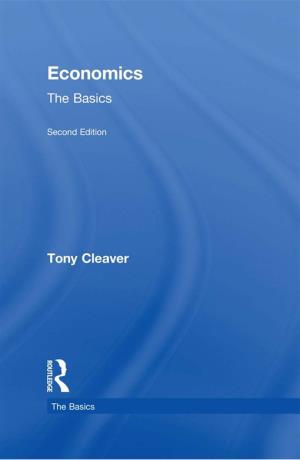 Economics
The Basics
Second Edition
Tony Cleaver
ROUTLEDGE
The Basics